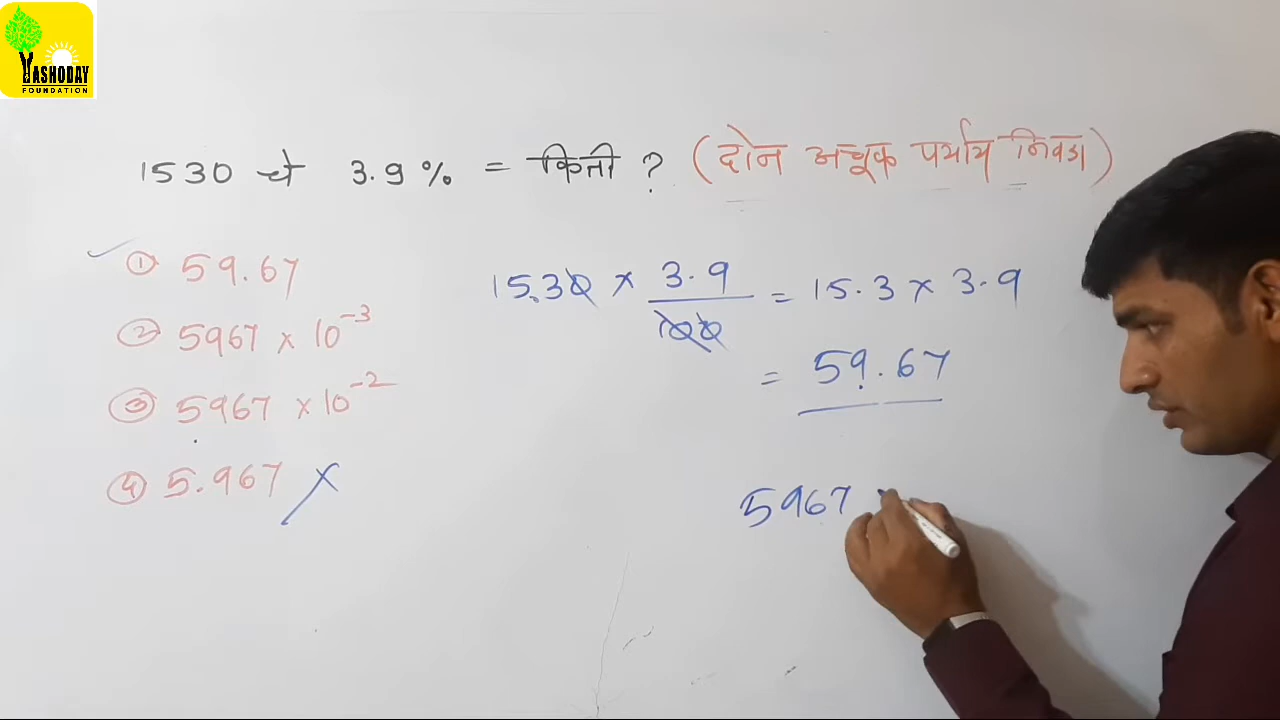 YASHODAY
FOUNDATION
1530 चे 3.9% = किती ? (दोन अचूक पर्याय निवडा)
① 59.67
② 5967 × 10⁻³
③ 5967 × 10⁻²
④ 5.967 ×
15.30 × 3.9/100 = 15.3 × 3.9
= 59.67
5967